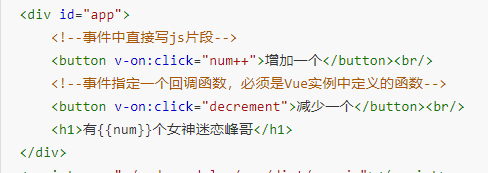 <div id="app">
<!--事件中直接写js片段-->
<button v-on:click="num++">增加一个</button><br/>
<!--事件指定一个回调函数，必须是Vue实例中定义的函数-->
<button v-on:click="decrement">减少一个</button><br/>
<h1>有{{num}}个女神迷恋峰哥</h1>
</div>